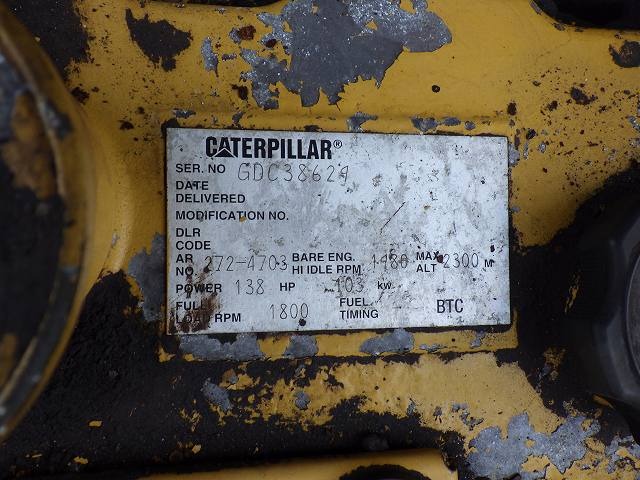 CATERPILLAR®
SER. NO GDC38624
DATE
DELIVERED
MODIFICATION NO.
DLR
CODE
AR NO. 272-4703 BARE ENG. HI IDLE RPM 1980 MAX ALT 2300 M
POWER 138 HP 103 KW
FULL LOAD RPM 1800 FUEL TIMING BTC